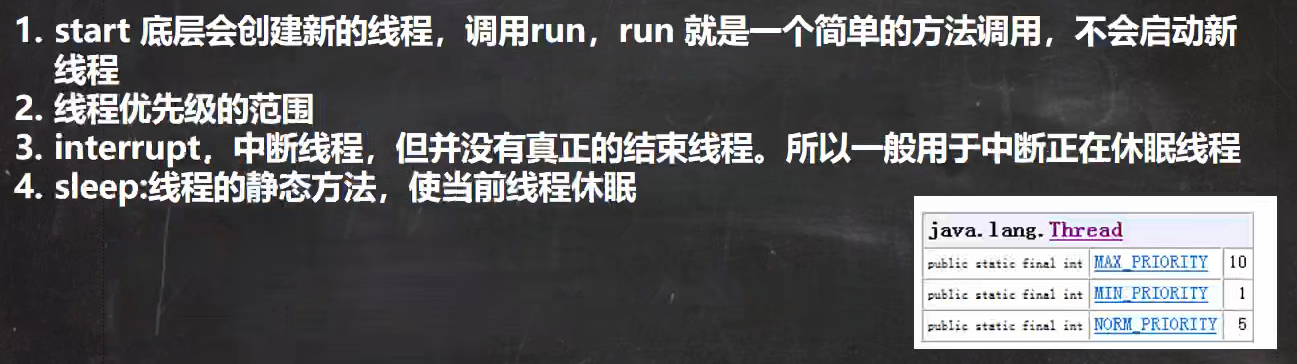 1. start 底层会创建新的线程，调用run，run 就是一个简单的方法调用，不会启动新
线程
2. 线程优先级的范围
3. interrupt，中断线程，但并没有真正的结束线程。所以一般用于中断正在休眠线程
4. sleep:线程的静态方法，使当前线程休眠
java.lang.Thread
public static final int MAX_PRIORITY 10
public static final int MIN_PRIORITY 1
public static final int NORM_PRIORITY 5